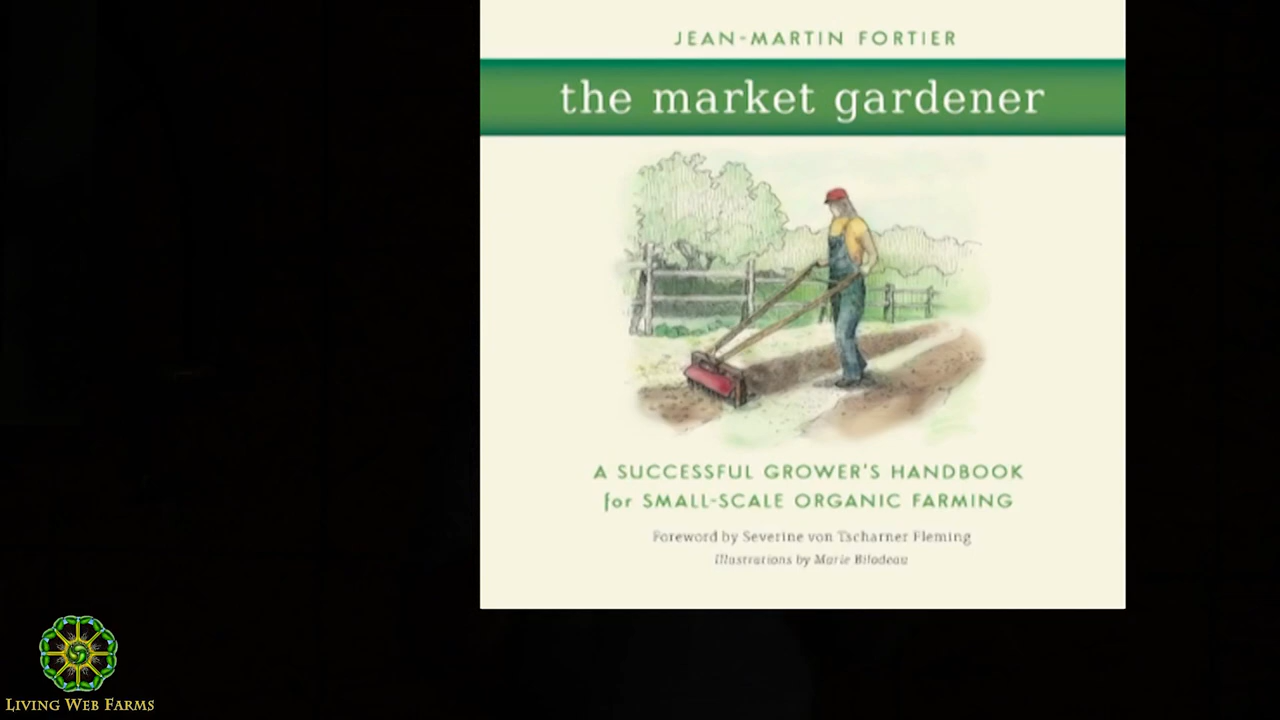 JEAN-MARTIN FORTIER
the market gardener
A SUCCESSFUL GROWER'S HANDBOOK
for SMALL-SCALE ORGANIC FARMING
Foreword by Severine von Tscharner Fleming
Illustrations by Marie Bilodeau
LIVING WEB FARMS